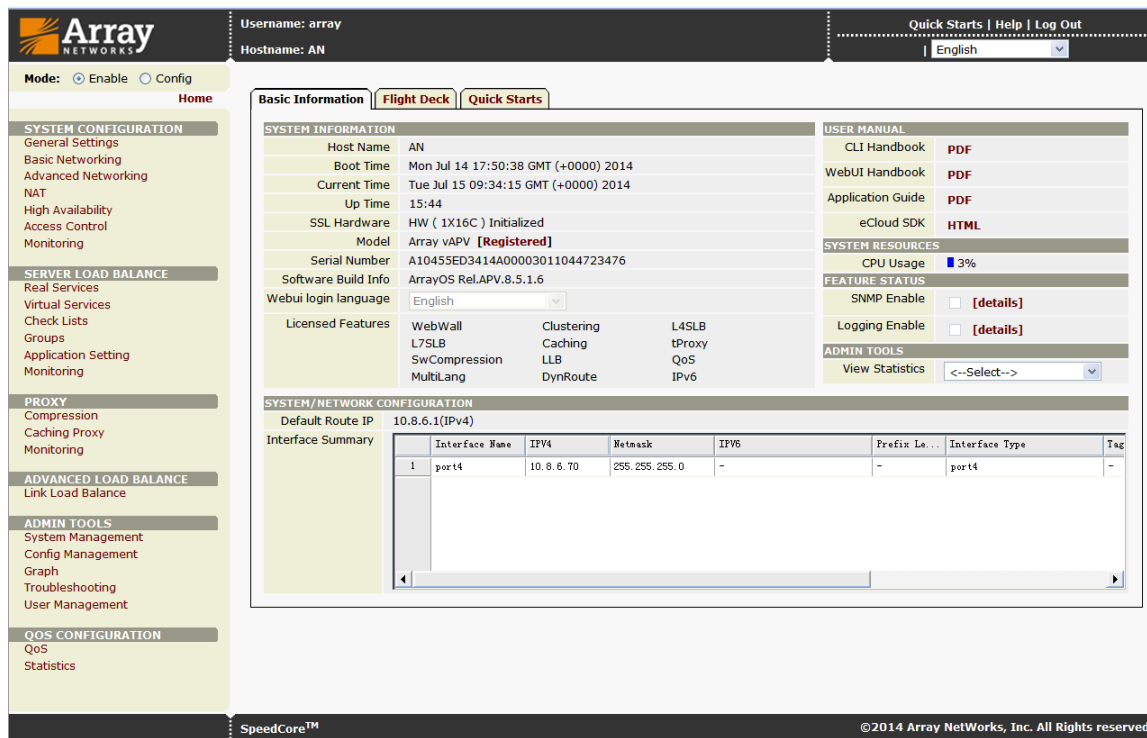 Array
NETWORKS
Username: array
Hostname: AN
Quick Starts | Help | Log Out
| English
Mode: Enable Config
Home
SYSTEM CONFIGURATION
General Settings
Basic Networking
Advanced Networking
NAT
High Availability
Access Control
Monitoring
SERVER LOAD BALANCE
Real Services
Virtual Services
Check Lists
Groups
Application Setting
Monitoring
PROXY
Compression
Caching Proxy
Monitoring
ADVANCED LOAD BALANCE
Link Load Balance
ADMIN TOOLS
System Management
Config Management
Graph
Troubleshooting
User Management
QOS CONFIGURATION
QoS
Statistics
Basic Information Flight Deck Quick Starts
SYSTEM INFORMATION
Host Name AN
Boot Time Mon Jul 14 17:50:38 GMT (+0000) 2014
Current Time Tue Jul 15 09:34:15 GMT (+0000) 2014
Up Time 15:44
SSL Hardware HW ( 1X16C ) Initialized
Model Array vAPV [Registered]
Serial Number A10455ED3414A00003011044723476
Software Build Info ArrayOS Rel.APV.8.5.1.6
Webui login language English
Licensed Features WebWall Clustering L4SLB
L7SLB Caching tProxy
SwCompression LLB QoS
MultiLang DynRoute IPv6
USER MANUAL
CLI Handbook PDF
WebUI Handbook PDF
Application Guide PDF
eCloud SDK HTML
SYSTEM RESOURCES
CPU Usage 3%
FEATURE STATUS
SNMP Enable [details]
Logging Enable [details]
ADMIN TOOLS
View Statistics <--Select-->
SYSTEM/NETWORK CONFIGURATION
Default Route IP 10.8.6.1(IPv4)
Interface Summary
Interface Name IPV4 Netmask IPV6 Prefix Le... Interface Type Tag
1 port4 10.8.6.70 255.255.255.0 - - port4 -
SpeedCore™
©2014 Array NetWorks, Inc. All Rights reserved